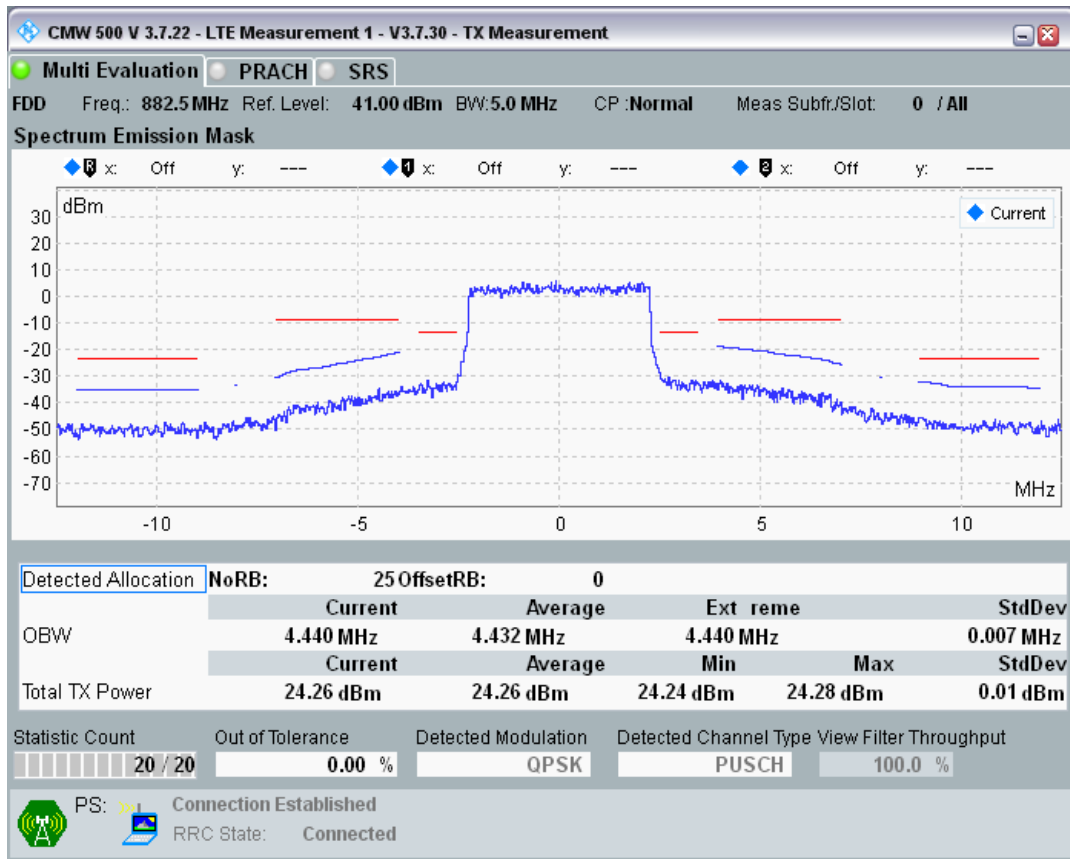 CMW 500 V 3.7.22 - LTE Measurement 1 - V3.7.30 - TX Measurement
Multi Evaluation PRACH SRS
FDD Freq.: 882.5 MHz Ref. Level: 41.00 dBm BW:5.0 MHz CP :Normal Meas Subfr./Slot: 0 / All
Spectrum Emission Mask
R x: Off y: --- 1 x: Off y: --- 2 x: Off y: ---
dBm
Current
30
20
10
0
-10
-20
-30
-40
-50
-60
-70
MHz
-10 -5 0 5 10
Detected Allocation NoRB: 25 OffsetRB: 0
Current Average Ext reme StdDev
OBW 4.440 MHz 4.432 MHz 4.440 MHz 0.007 MHz
Current Average Min Max StdDev
Total TX Power 24.26 dBm 24.26 dBm 24.24 dBm 24.28 dBm 0.01 dBm
Statistic Count Out of Tolerance Detected Modulation Detected Channel Type View Filter Throughput
20 / 20 0.00 % QPSK PUSCH 100.0 %
PS: Connection Established
RRC State: Connected